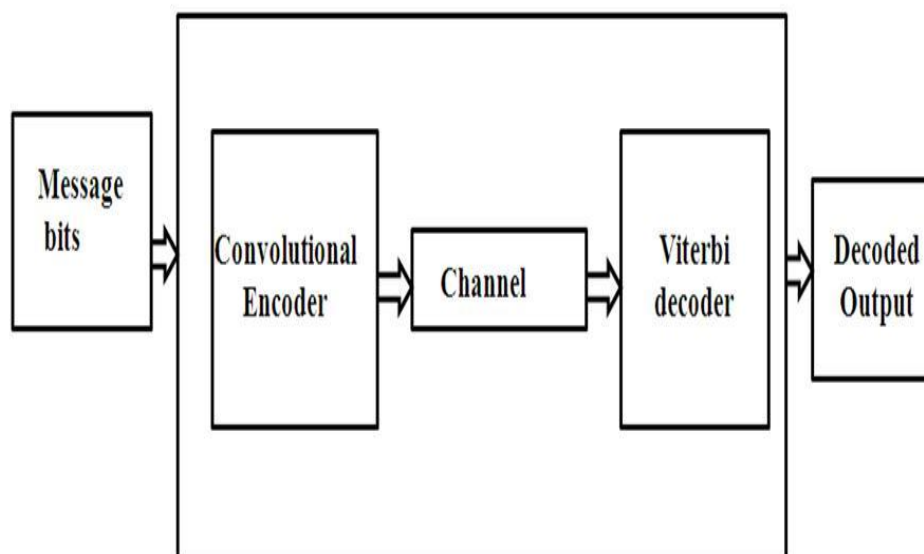 Message
bits
Convolutional
Encoder
Channel
Viterbi
decoder
Decoded
Output